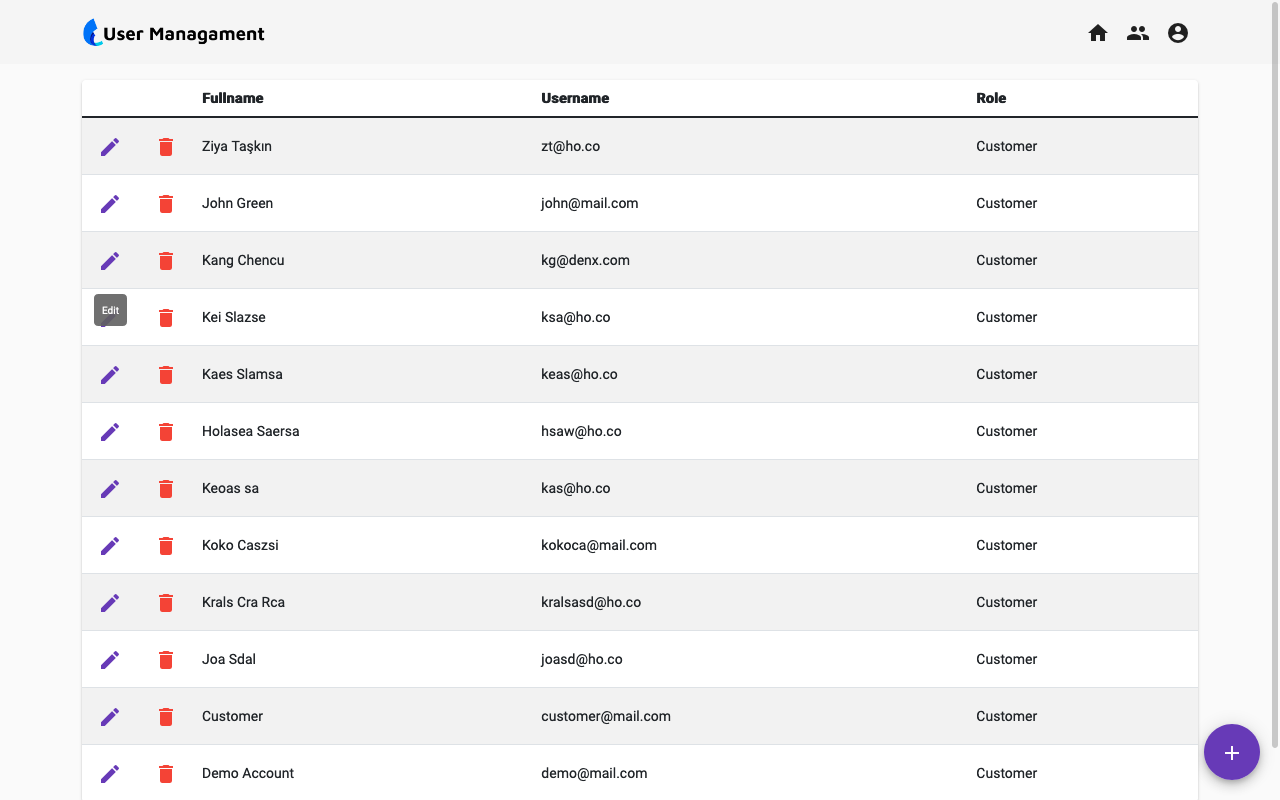 User Managament
Fullname Username Role
Ziya Taşkın zt@ho.co Customer
John Green john@mail.com Customer
Kang Chencu kg@denx.com Customer
Edit
Kei Slazse ksa@ho.co Customer
Kaes Slamsa keas@ho.co Customer
Holasea Saersa hsaw@ho.co Customer
Keoas sa kas@ho.co Customer
Koko Caszsi kokoca@mail.com Customer
Krals Cra Rca kralsasd@ho.co Customer
Joa Sdal joasd@ho.co Customer
Customer customer@mail.com Customer
Demo Account demo@mail.com Customer